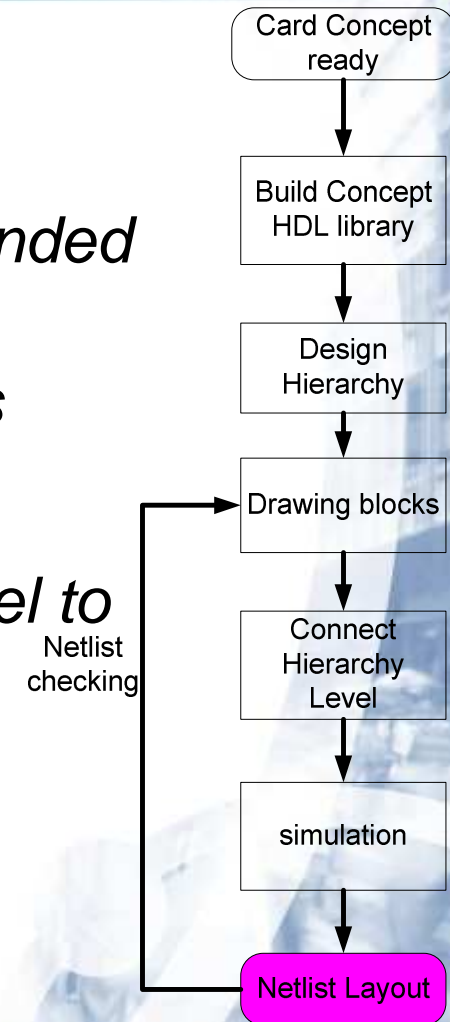 Card Concept
ready
Build Concept
HDL library
Design
Hierarchy
Drawing blocks
el to
Netlist
checking
Connect
Hierarchy
Level
simulation
Netlist Layout